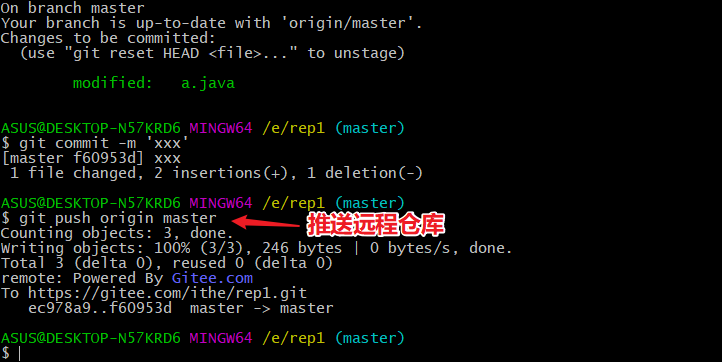 On branch master
Your branch is up-to-date with 'origin/master'.
Changes to be committed:
  (use "git reset HEAD <file>..." to unstage)
        modified:   a.java
ASUS@DESKTOP-N57KRD6 MINGW64 /e/rep1 (master)
$ git commit -m 'xxx'
[master f60953d] xxx
 1 file changed, 2 insertions(+), 1 deletion(-)
ASUS@DESKTOP-N57KRD6 MINGW64 /e/rep1 (master)
$ git push origin master 推送远程仓库
Counting objects: 3, done.
Writing objects: 100% (3/3), 246 bytes | 0 bytes/s, done.
Total 3 (delta 0), reused 0 (delta 0)
remote: Powered By Gitee.com
To https://gitee.com/ithe/rep1.git
   ec978a9..f60953d  master -> master
ASUS@DESKTOP-N57KRD6 MINGW64 /e/rep1 (master)
$